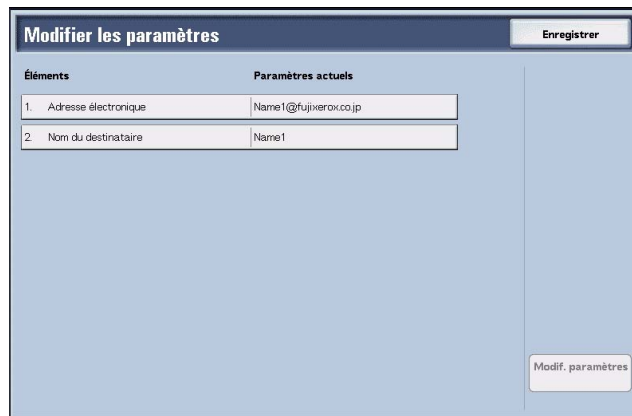 Modifier les paramètres
Enregistrer
Éléments Paramètres actuels
1. Adresse électronique Name1@fujixerox.co.jp
2. Nom du destinataire Name1
Modif. paramètres